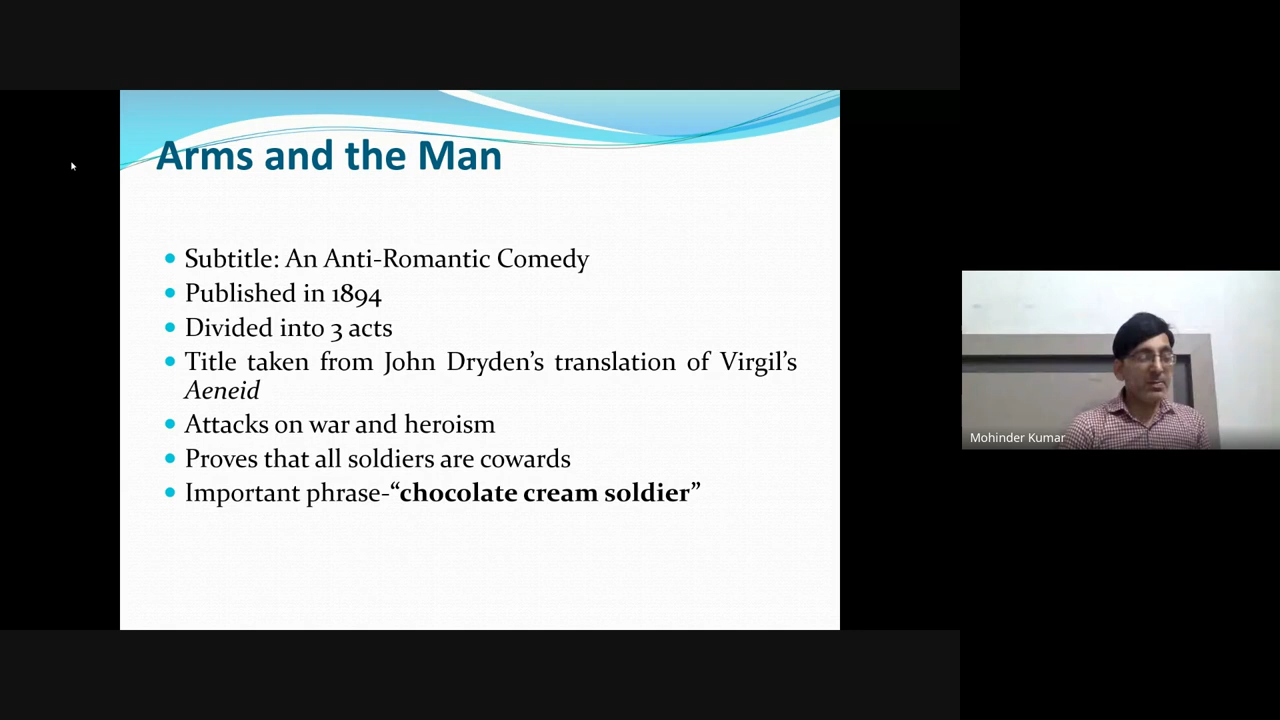 Arms and the Man
Subtitle: An Anti-Romantic Comedy
Published in 1894
Divided into 3 acts
Title taken from John Dryden’s translation of Virgil’s
Aeneid
Attacks on war and heroism
Proves that all soldiers are cowards
Important phrase-“chocolate cream soldier”
Mohinder Kumar